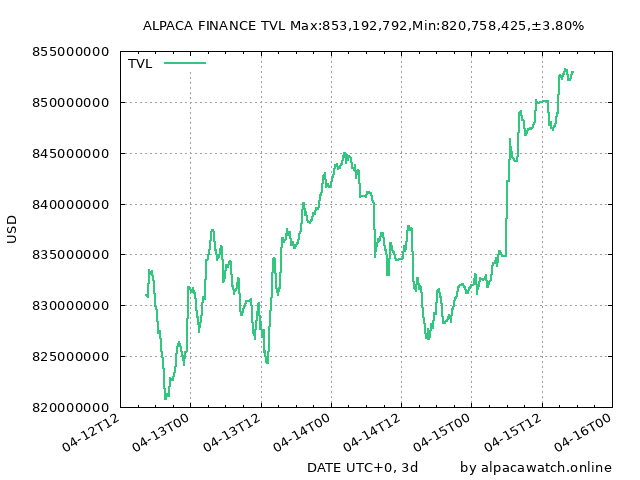 ALPACA FINANCE TVL Max:853,192,792,Min:820,758,425,±3.80%
855000000
TVL
850000000
845000000
840000000
USD
835000000
830000000
825000000
820000000
04-12T12
04-13T00
04-13T12
04-14T00
04-14T12
04-15T00
04-15T12
04-16T00
DATE UTC+0, 3d
by alpacawatch.online